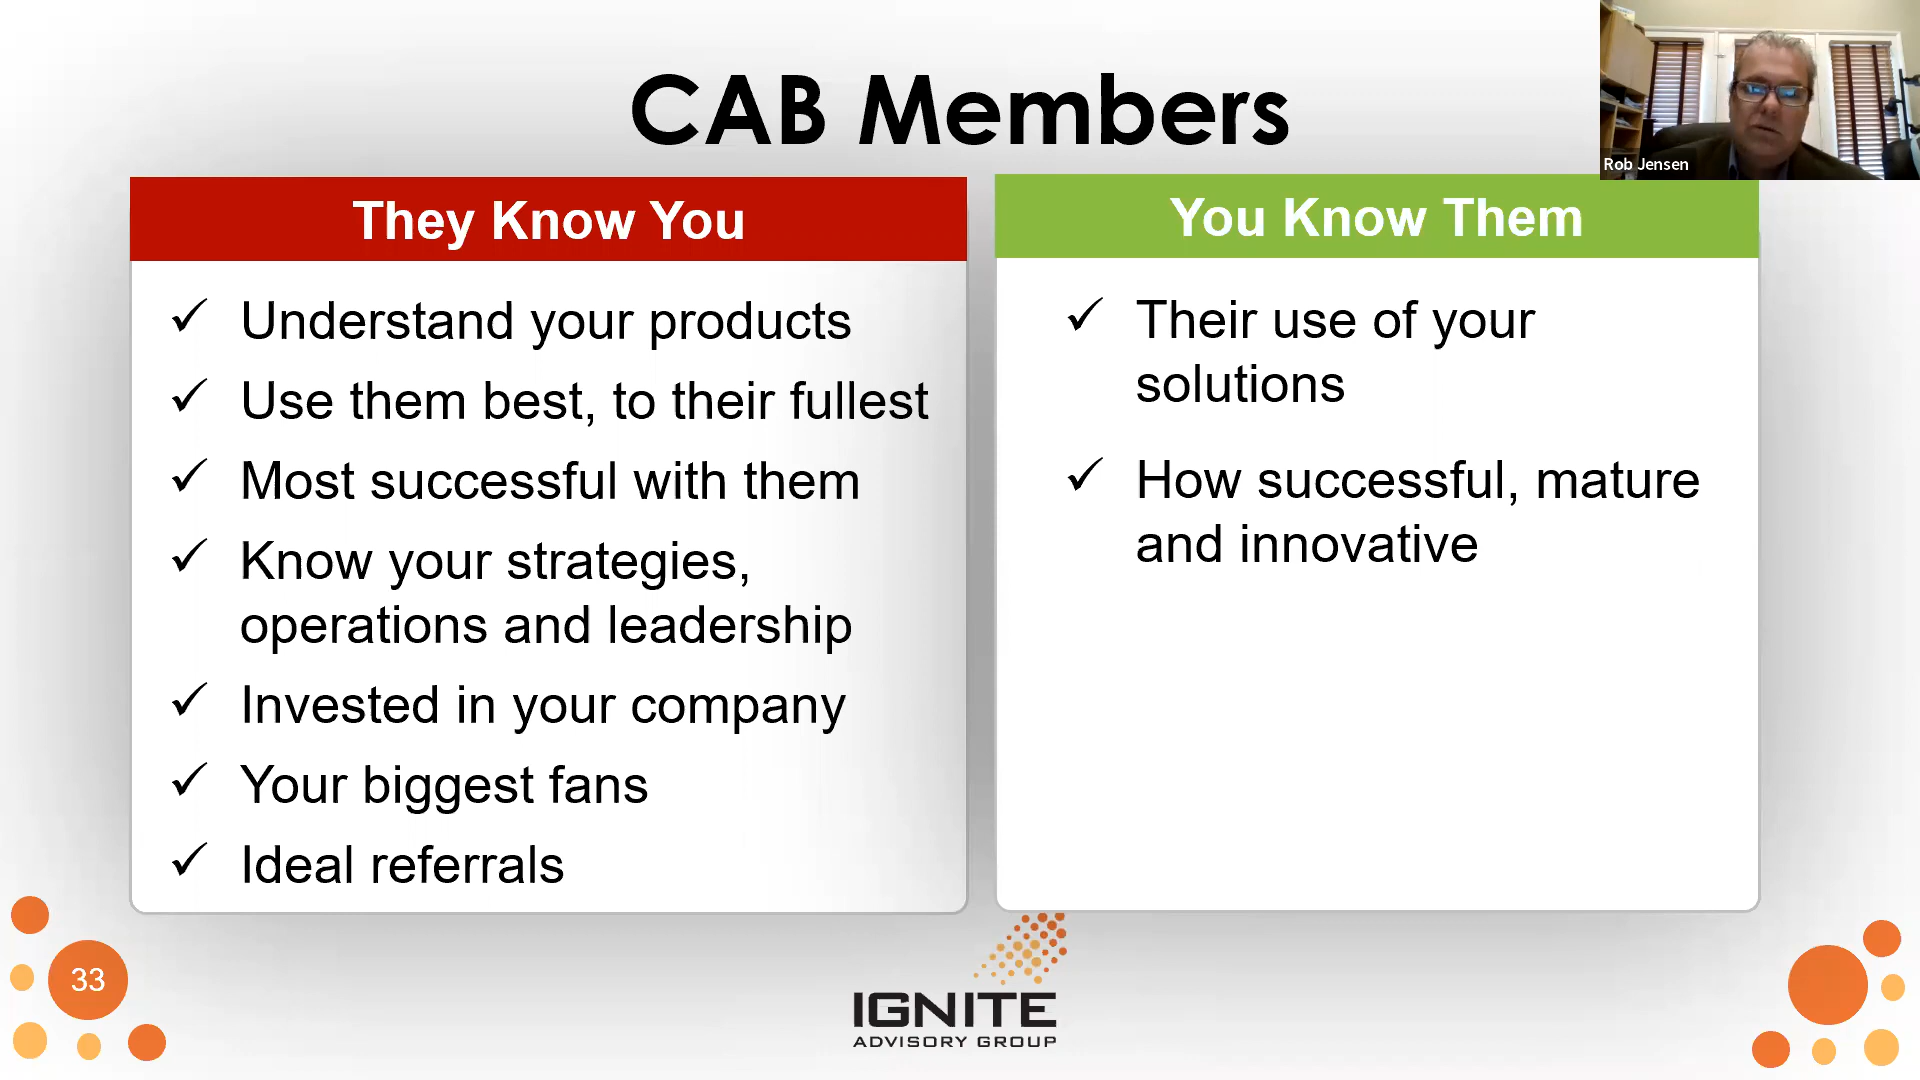 CAB Members
Rob Jensen
They Know You
Understand your products
Use them best, to their fullest
Most successful with them
Know your strategies,
operations and leadership
Invested in your company
Your biggest fans
Ideal referrals
You Know Them
Their use of your
solutions
How successful, mature
and innovative
33
IGNITE
ADVISORY GROUP